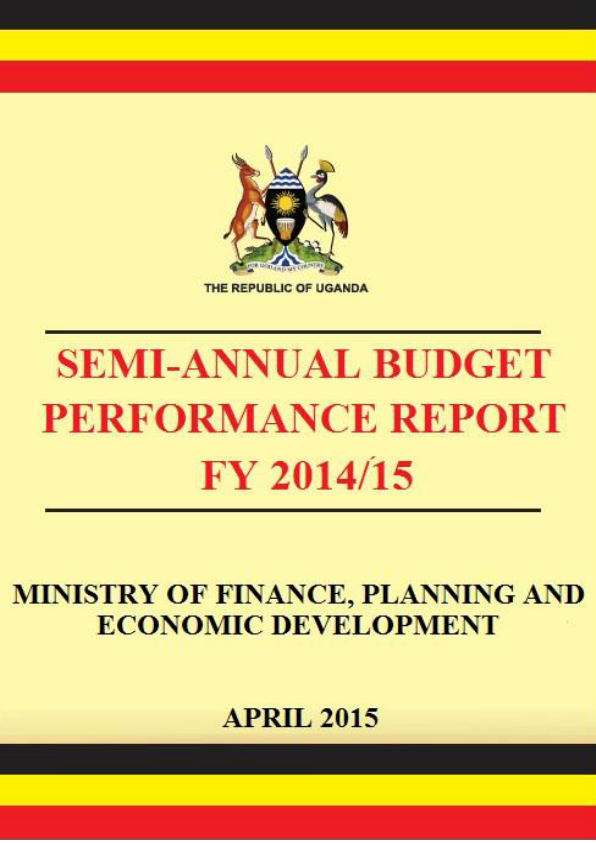 FOR GOD AND MY COUNTRY
THE REPUBLIC OF UGANDA
SEMI-ANNUAL BUDGET
PERFORMANCE REPORT
FY 2014/15
MINISTRY OF FINANCE, PLANNING AND
ECONOMIC DEVELOPMENT
APRIL 2015